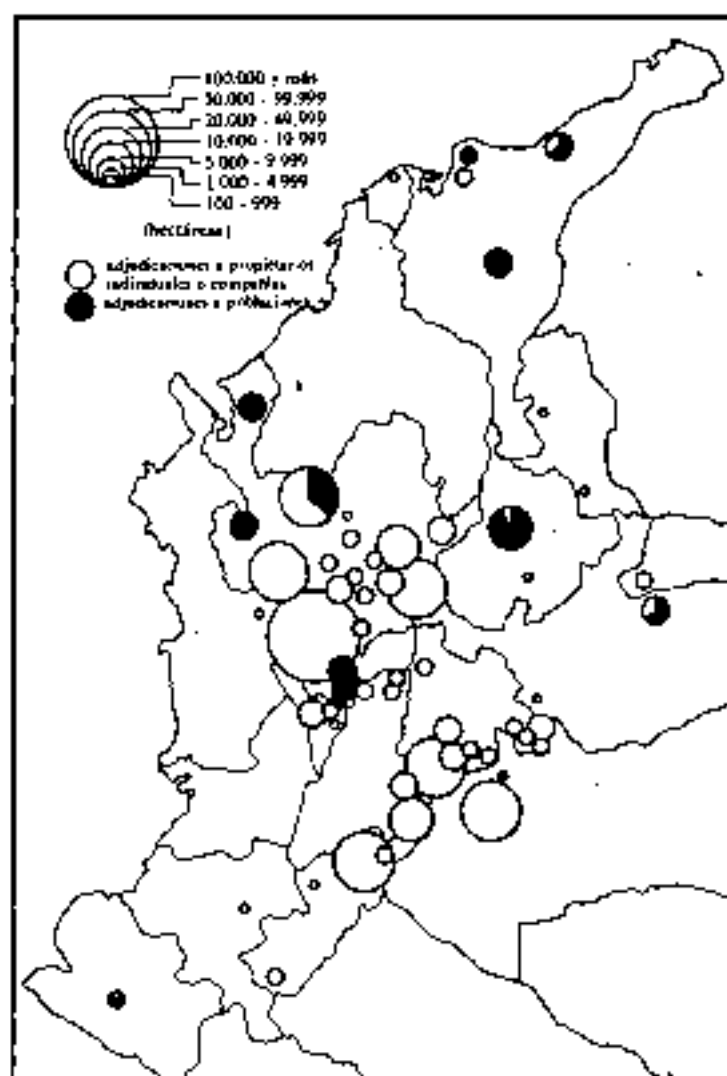 100.000 y más
50.000 - 99.999
20.000 - 49.999
10.000 - 19.999
5.000 - 9.999
1.000 - 4.999
100 - 999
(hectáreas)
adjudicaciones a propietarios
individuales o compañías
adjudicaciones a poblaciones